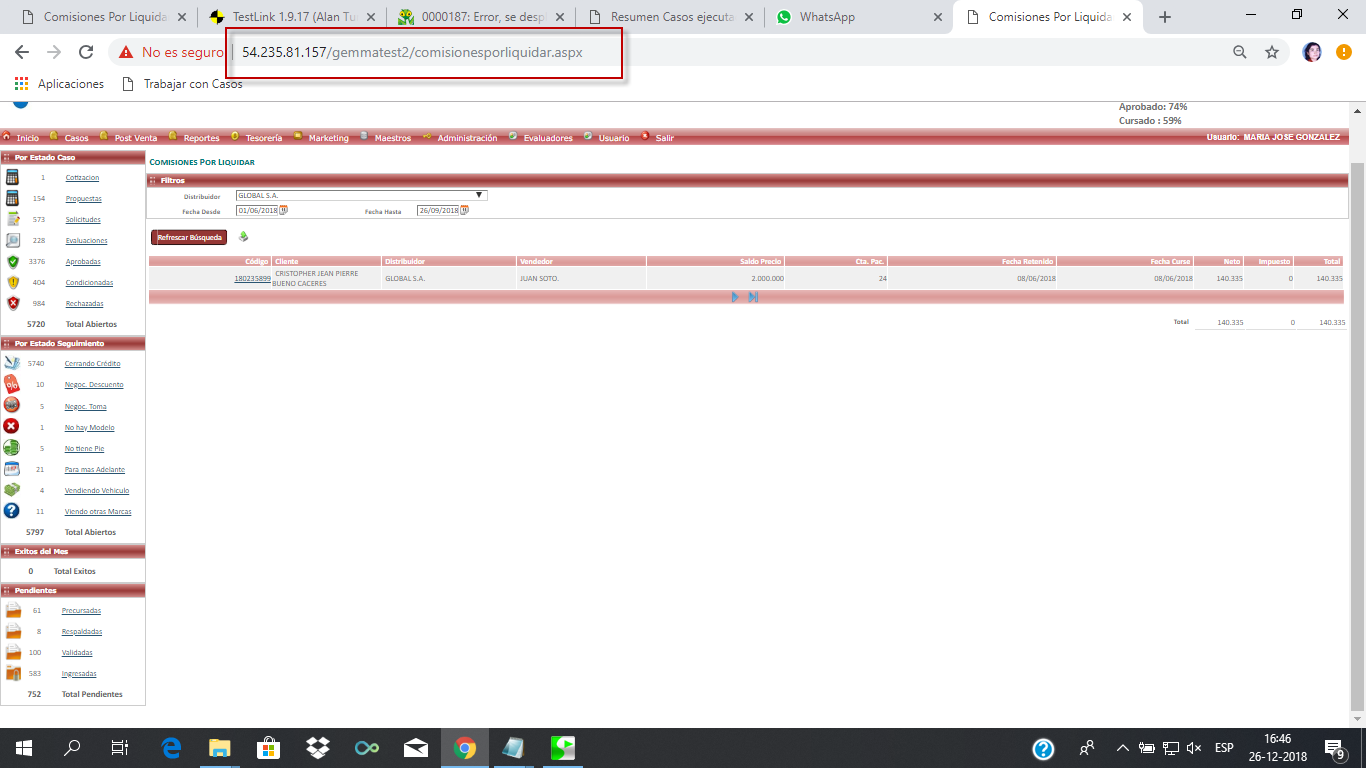 Comisiones Por Liquida
TestLink 1.9.17 (Alan Tu
0000187: Error, se despl
Resumen Casos ejecuta
WhatsApp
Comisiones Por Liquida
No es seguro
54.235.81.157/gemmatest2/comisionesporliquidar.aspx
Aplicaciones
Trabajar con Casos
Aprobado: 74%
Cursado : 59%
Inicio Casos Post Venta Reportes Tesorería Marketing Maestros Administración Evaluadores Usuario Salir
Usuario: MARIA JOSE GONZALEZ
Por Estado Caso
1 Cotizacion
154 Propuestas
573 Solicitudes
228 Evaluaciones
3376 Aprobadas
404 Condicionadas
984 Rechazadas
5720 Total Abiertos
Por Estado Seguimiento
5740 Cerrando Crédito
10 Negoc. Descuento
5 Negoc. Toma
1 No hay Modelo
5 No tiene Pie
21 Para mas Adelante
4 Vendiendo Vehiculo
11 Viendo otras Marcas
5797 Total Abiertos
Exitos del Mes
0 Total Exitos
Pendientes
61 Precursadas
8 Respaldadas
100 Validadas
583 Ingresadas
752 Total Pendientes
Comisiones Por Liquidar
Filtros
Distribuidor GLOBAL S.A.
Fecha Desde 01/06/2018 Fecha Hasta 26/09/2018
Refrescar Búsqueda
Código Cliente Distribuidor Vendedor Saldo Precio Cta. Pac. Fecha Retenido Fecha Curse Neto Impuesto Total
180235899 CRISTOPHER JEAN PIERRE BUENO CACERES GLOBAL S.A. JUAN SOTO. 2.000.000 24 08/06/2018 08/06/2018 140.335 0 140.335
Total 140.335 0 140.335
ESP
16:46
26-12-2018
9